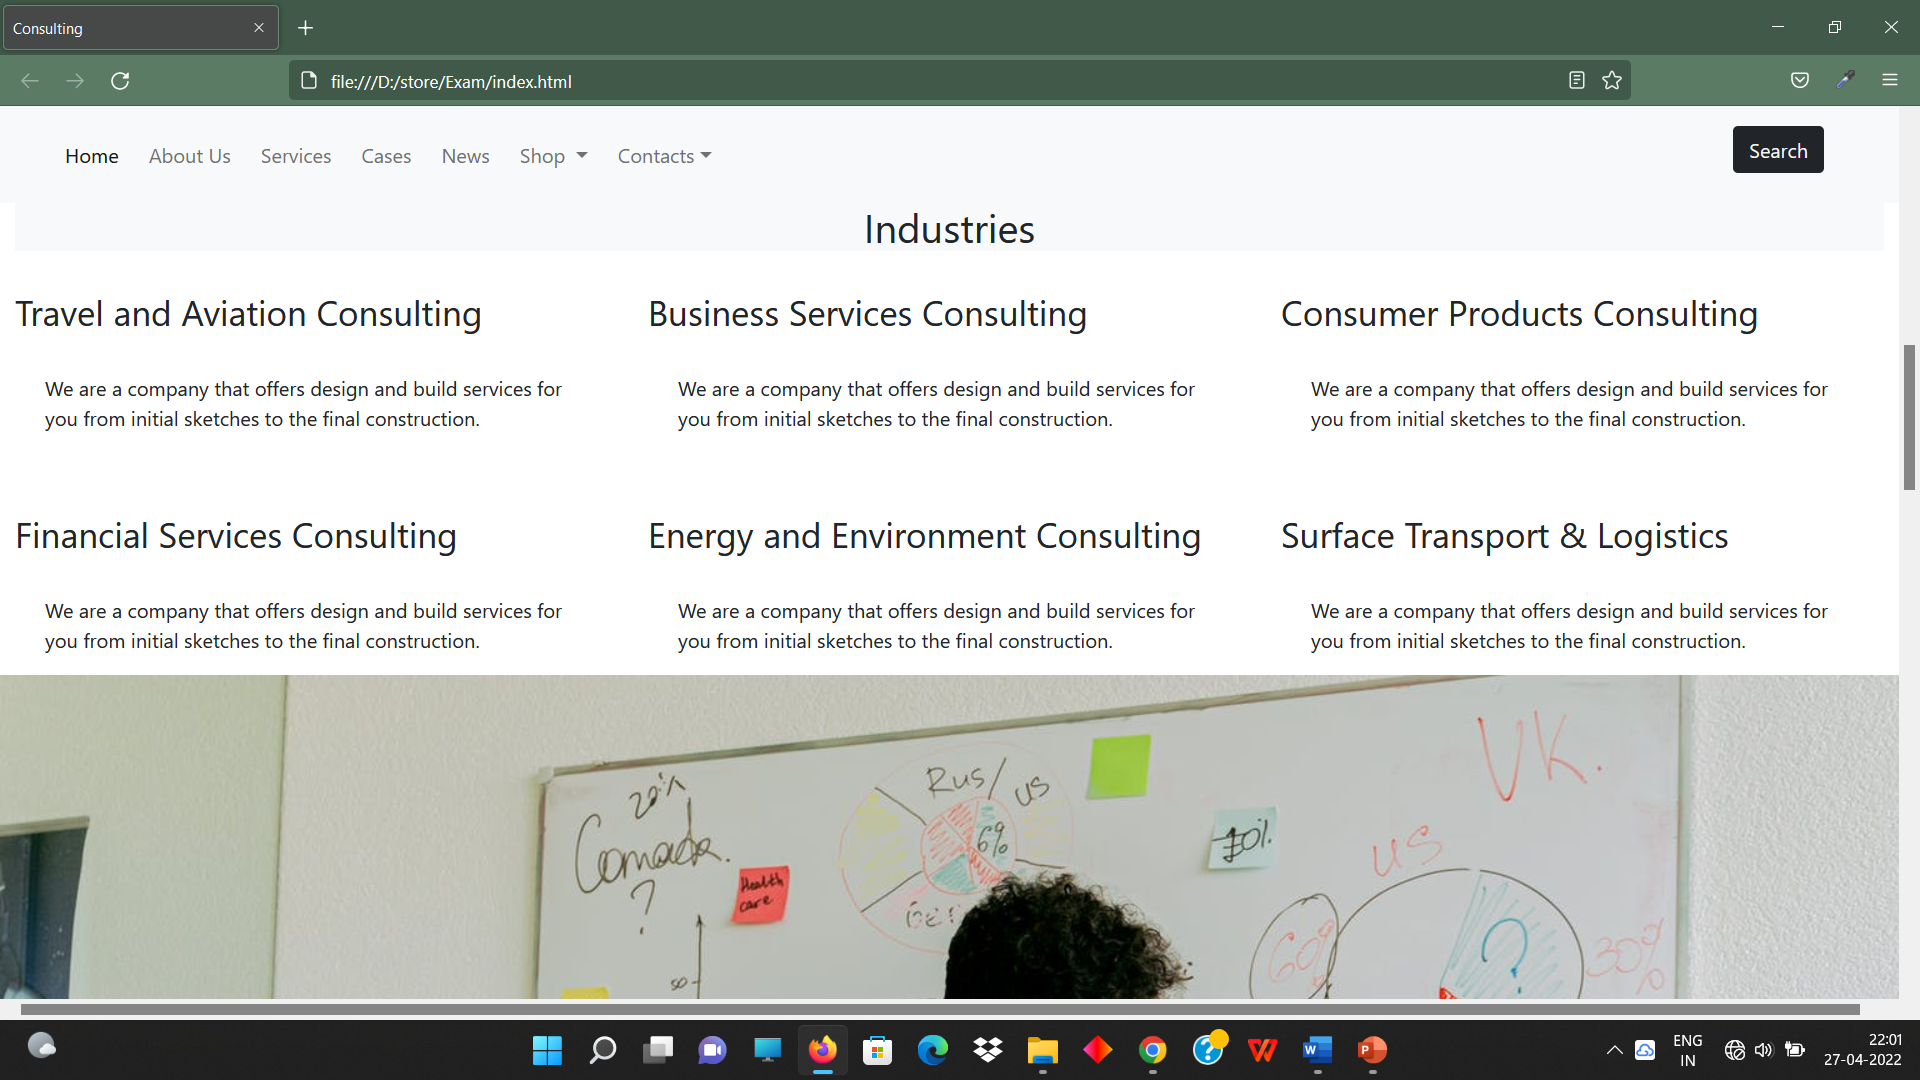 Consulting
file:///D:/store/Exam/index.html
Home About Us Services Cases News Shop Contacts Search
Industries
Travel and Aviation Consulting Business Services Consulting Consumer Products Consulting
We are a company that offers design and build services for We are a company that offers design and build services for We are a company that offers design and build services for
you from initial sketches to the final construction. you from initial sketches to the final construction. you from initial sketches to the final construction.
Financial Services Consulting Energy and Environment Consulting Surface Transport & Logistics
We are a company that offers design and build services for We are a company that offers design and build services for We are a company that offers design and build services for
you from initial sketches to the final construction. you from initial sketches to the final construction. you from initial sketches to the final construction.
VK.
Rus/ us
20%
6%
us
Health
care
?
60%
?
30%
ENG
IN
22:01
27-04-2022